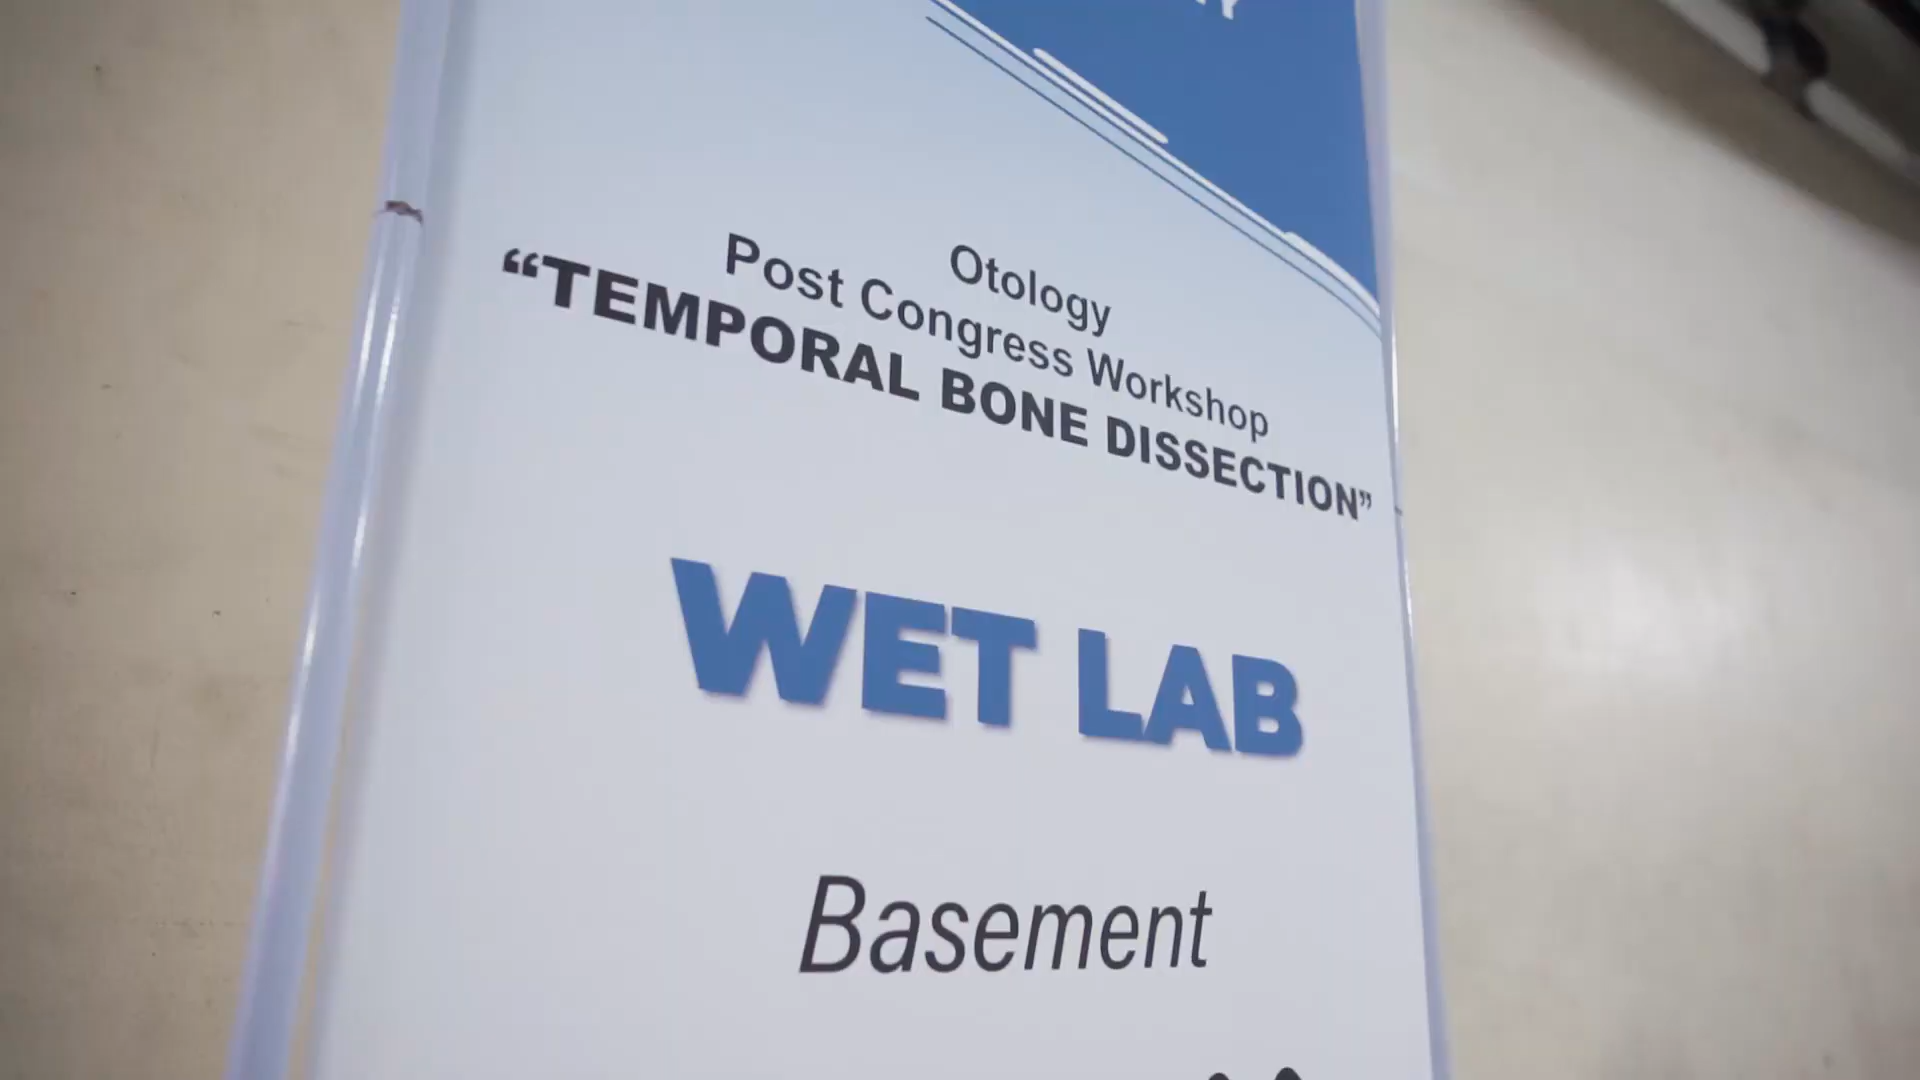 Otology
Post Congress Workshop
“TEMPORAL BONE DISSECTION”
WET LAB
Basement